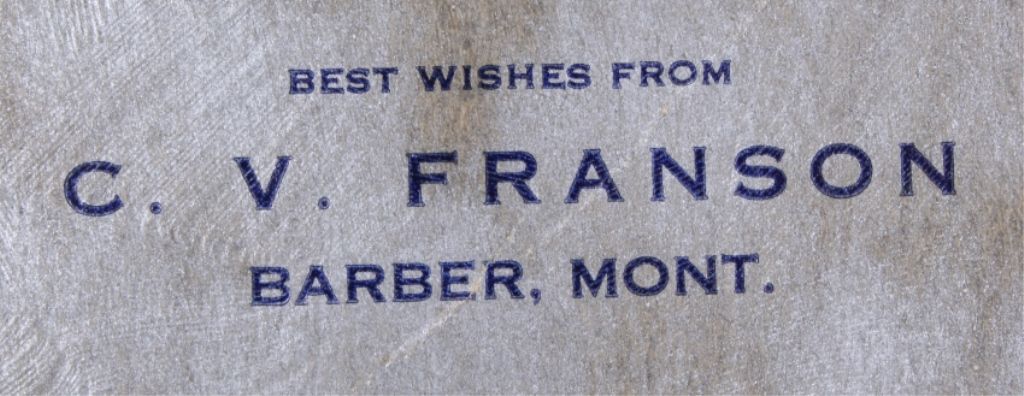 BEST WISHES FROM
C. V. FRANSON
BARBER, MONT.